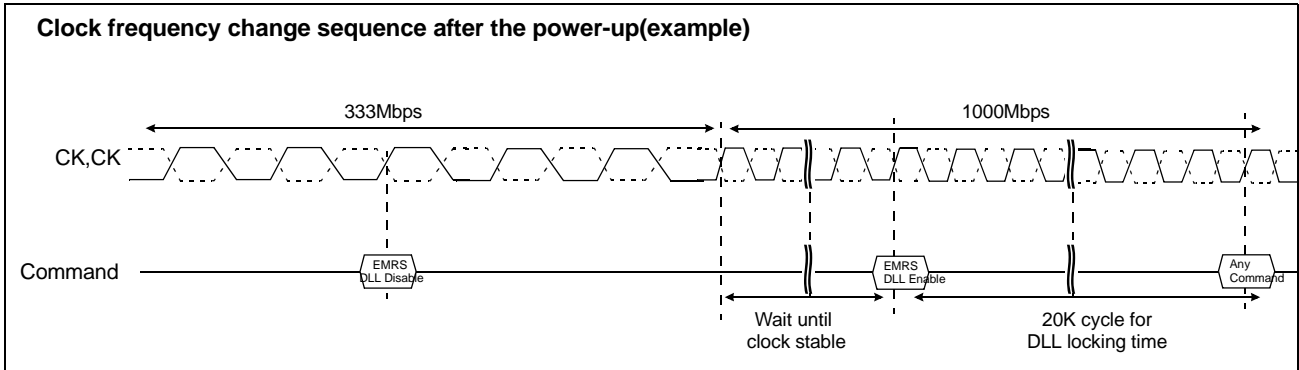 Clock frequency change sequence after the power-up(example)
333Mbps
1000Mbps
CK,CK
Command
EMRS
DLL Disable
EMRS
DLL Enable
Any
Command
Wait until
clock stable
20K cycle for
DLL locking time